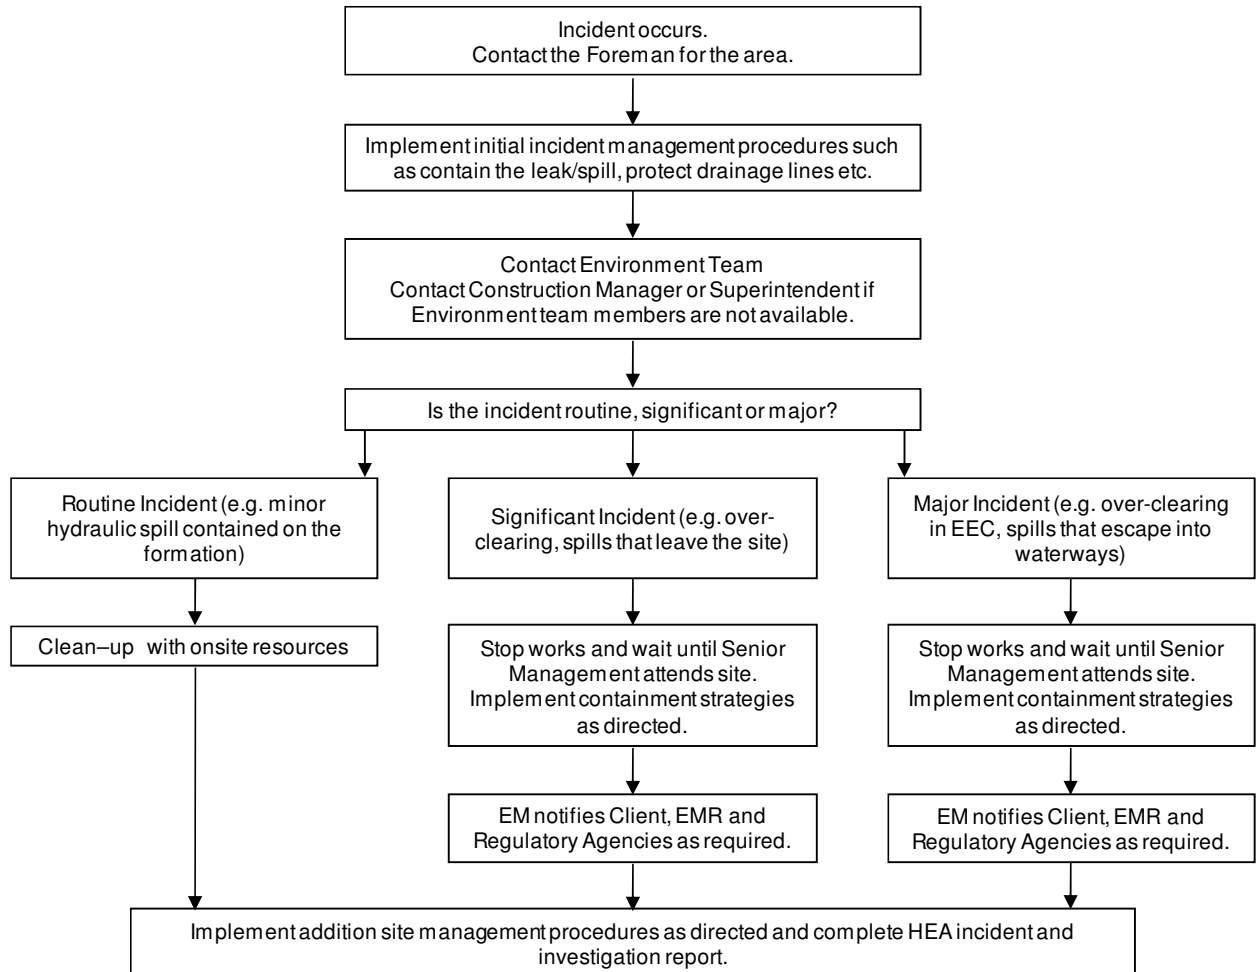 Incident occurs.
Contact the Foreman for the area.
Implement initial incident management procedures such
as contain the leak/spill, protect drainage lines etc.
Contact Environment Team
Contact Construction Manager or Superintendent if
Environment team members are not available.
Is the incident routine, significant or major?
Routine Incident (e.g. minor
hydraulic spill contained on the
formation)
Significant Incident (e.g. over-
clearing, spills that leave the site)
Major Incident (e.g. over-clearing
in EEC, spills that escape into
waterways)
Clean–up with onsite resources
Stop works and wait until Senior
Management attends site.
Implement containment strategies
as directed.
Stop works and wait until Senior
Management attends site.
Implement containment strategies
as directed.
EM notifies Client, EMR and
Regulatory Agencies as required.
EM notifies Client, EMR and
Regulatory Agencies as required.
Implement addition site management procedures as directed and complete HEA incident and
investigation report.